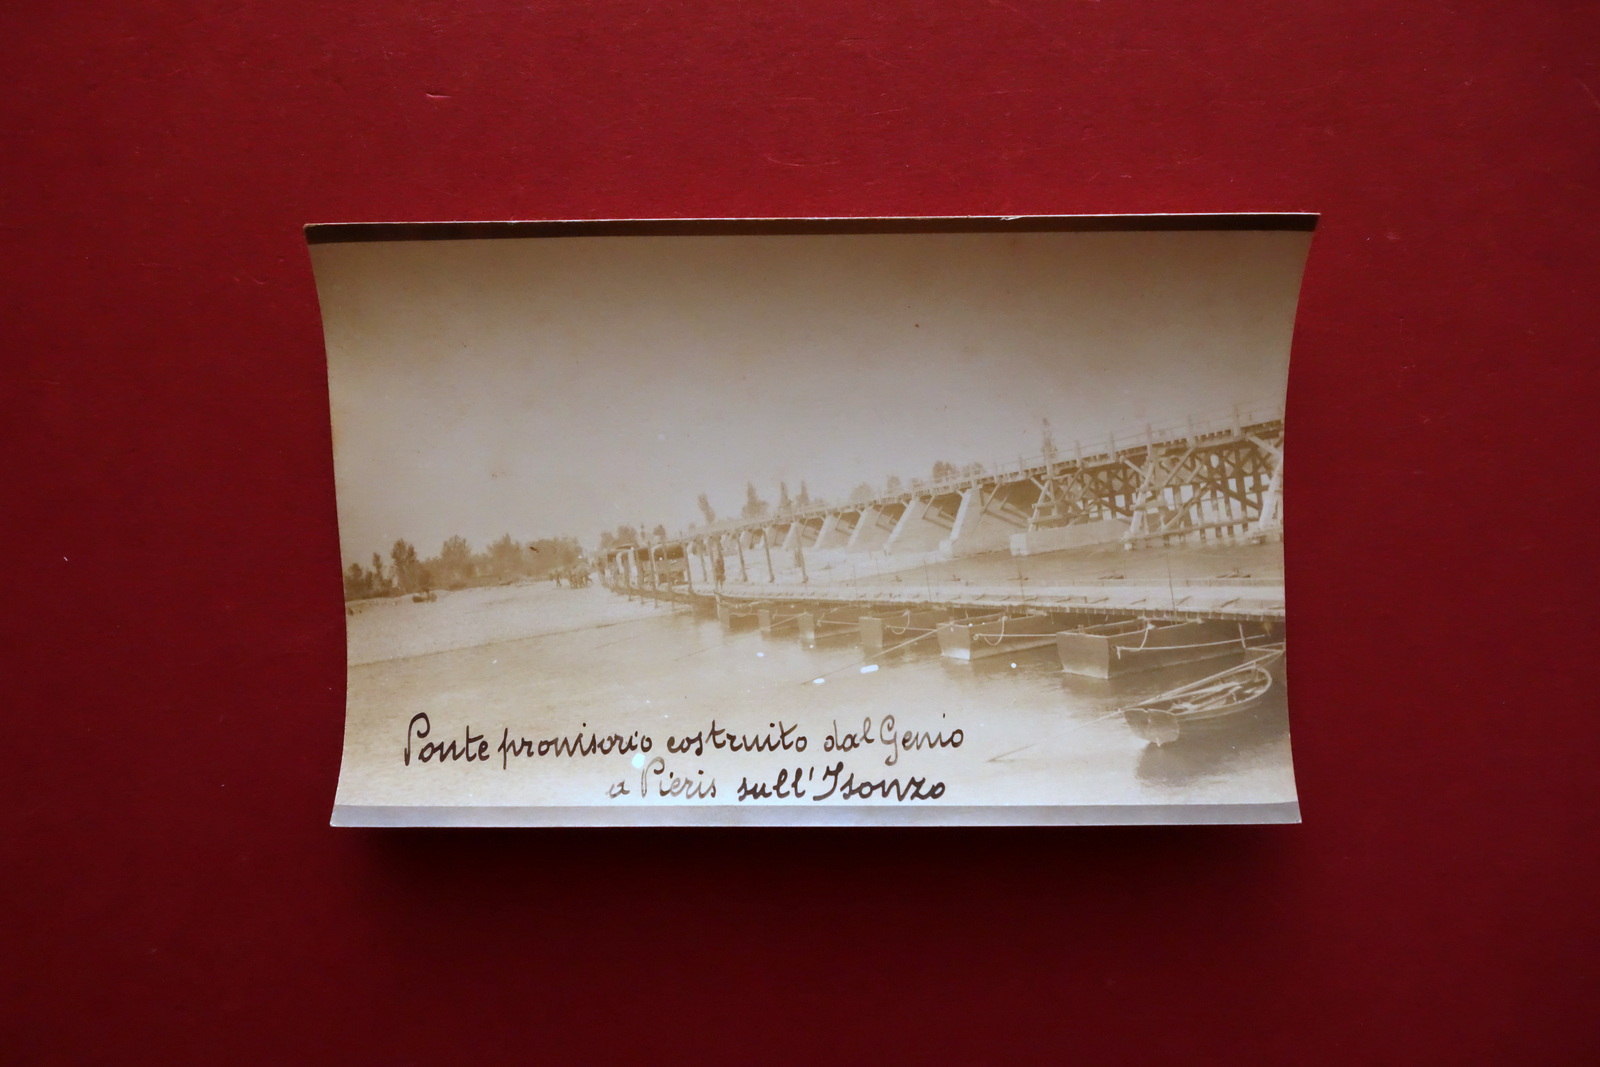 Ponte provvisorio costruito dal Genio
a Pieris sull'Isonzo